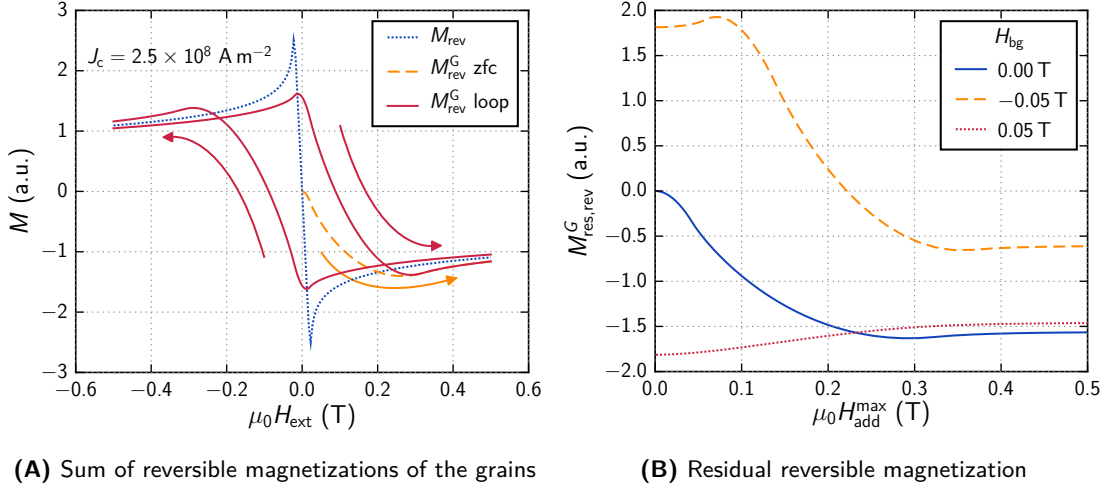 3
2
1
0
−1
−2
−3
M (a.u.)
J_c = 2.5 × 10^8 A m^−2
M_rev
M^G_rev zfc
M^G_rev loop
−0.6 −0.4 −0.2 0.0 0.2 0.4 0.6
μ_0H_ext (T)
(A) Sum of reversible magnetizations of the grains
2.0
1.5
1.0
0.5
0.0
−0.5
−1.0
−1.5
−2.0
M^G_res,rev (a.u.)
H_bg
0.00 T
−0.05 T
0.05 T
0.0 0.1 0.2 0.3 0.4 0.5
μ_0H^max_add (T)
(B) Residual reversible magnetization